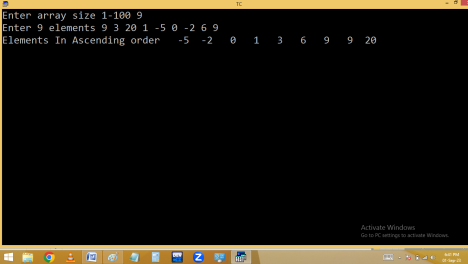 TC
Enter array size 1-100 9
Enter 9 elements 9 3 20 1 -5 0 -2 6 9
Elements In Ascending order -5 -2 0 1 3 6 9 9 20
Activate Windows
Go to PC settings to activate Windows.